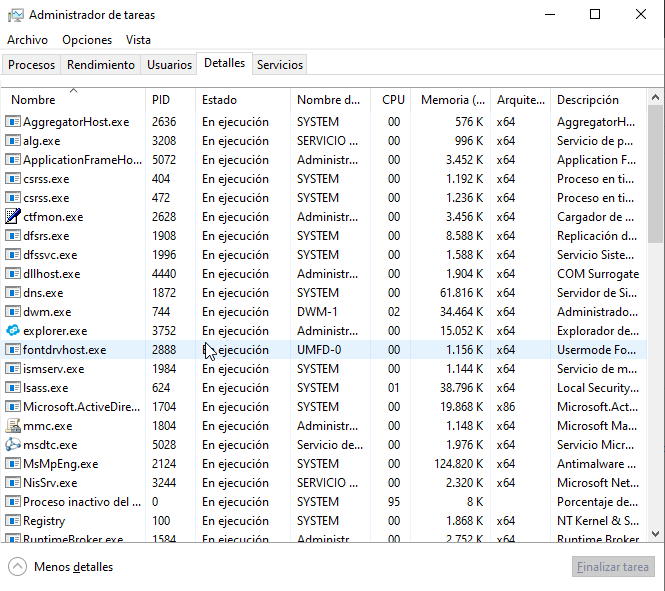 Administrador de tareas
Archivo Opciones Vista
Procesos Rendimiento Usuarios Detalles Servicios
Nombre PID Estado Nombre d... CPU Memoria (... Arquite... Descripción
AggregatorHost.exe 2636 En ejecución SYSTEM 00 576 K x64 AggregatorH...
alg.exe 3208 En ejecución SERVICIO ... 00 996 K x64 Servicio de p...
ApplicationFrameHo... 5072 En ejecución Administr... 00 3.452 K x64 Application F...
csrss.exe 404 En ejecución SYSTEM 00 1.192 K x64 Proceso en ti...
csrss.exe 472 En ejecución SYSTEM 00 1.236 K x64 Proceso en ti...
ctfmon.exe 2628 En ejecución Administr... 00 3.456 K x64 Cargador de ...
dfsrs.exe 1908 En ejecución SYSTEM 00 8.588 K x64 Replicación d...
dfssvc.exe 1996 En ejecución SYSTEM 00 1.588 K x64 Servicio Siste...
dllhost.exe 4440 En ejecución Administr... 00 1.904 K x64 COM Surrogate
dns.exe 1872 En ejecución SYSTEM 00 61.816 K x64 Servidor de Si...
dwm.exe 744 En ejecución DWM-1 02 34.464 K x64 Administrado...
explorer.exe 3752 En ejecución Administr... 00 15.052 K x64 Explorador de...
fontdrvhost.exe 2888 En ejecución UMFD-0 00 1.156 K x64 Usermode Fo...
ismserv.exe 1984 En ejecución SYSTEM 00 1.144 K x64 Servicio de m...
lsass.exe 624 En ejecución SYSTEM 01 38.796 K x64 Local Security...
Microsoft.ActiveDire... 1704 En ejecución SYSTEM 00 19.868 K x86 Microsoft.Act...
mmc.exe 1804 En ejecución Administr... 00 1.148 K x64 Microsoft Ma...
msdtc.exe 5028 En ejecución Servicio de... 00 1.976 K x64 Servicio Micr...
MsMpEng.exe 2124 En ejecución SYSTEM 00 124.820 K x64 Antimalware ...
NisSrv.exe 3244 En ejecución SERVICIO ... 00 2.320 K x64 Microsoft Net...
Proceso inactivo del ... 0 En ejecución SYSTEM 95 8 K Porcentaje de...
Registry 100 En ejecución SYSTEM 00 1.868 K x64 NT Kernel & S...
RuntimeBroker.exe 1584 En ejecución Administr... 00 2.752 K x64 Runtime Broker
Menos detalles Finalizar tarea